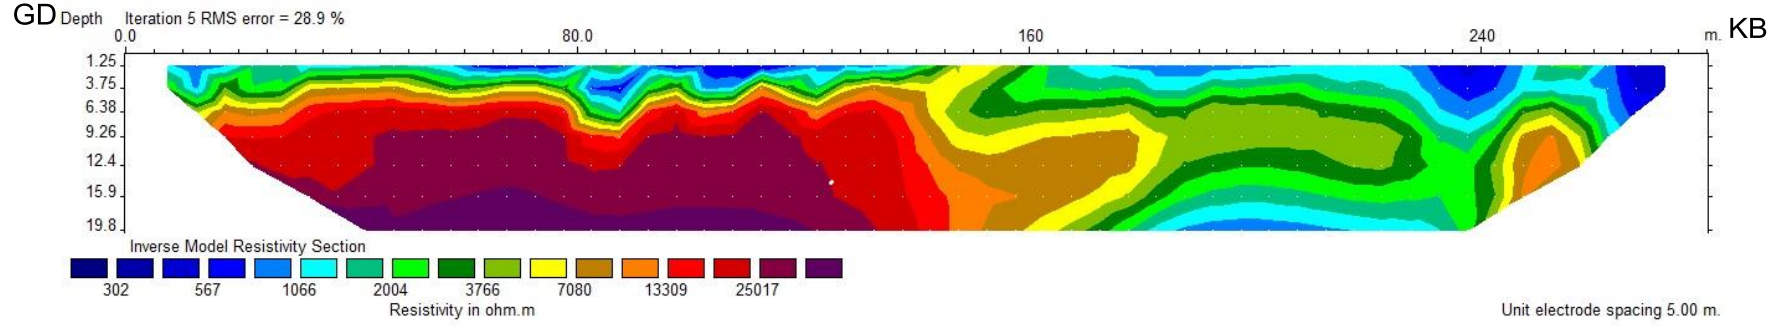 GD Depth Iteration 5 RMS error = 28.9 %
0.0 80.0 160 240 m. KB
1.25
3.75
6.38
9.26
12.4
15.9
19.8
Inverse Model Resistivity Section
302 567 1066 2004 3766 7080 13309 25017
Resistivity in ohm.m Unit electrode spacing 5.00 m.